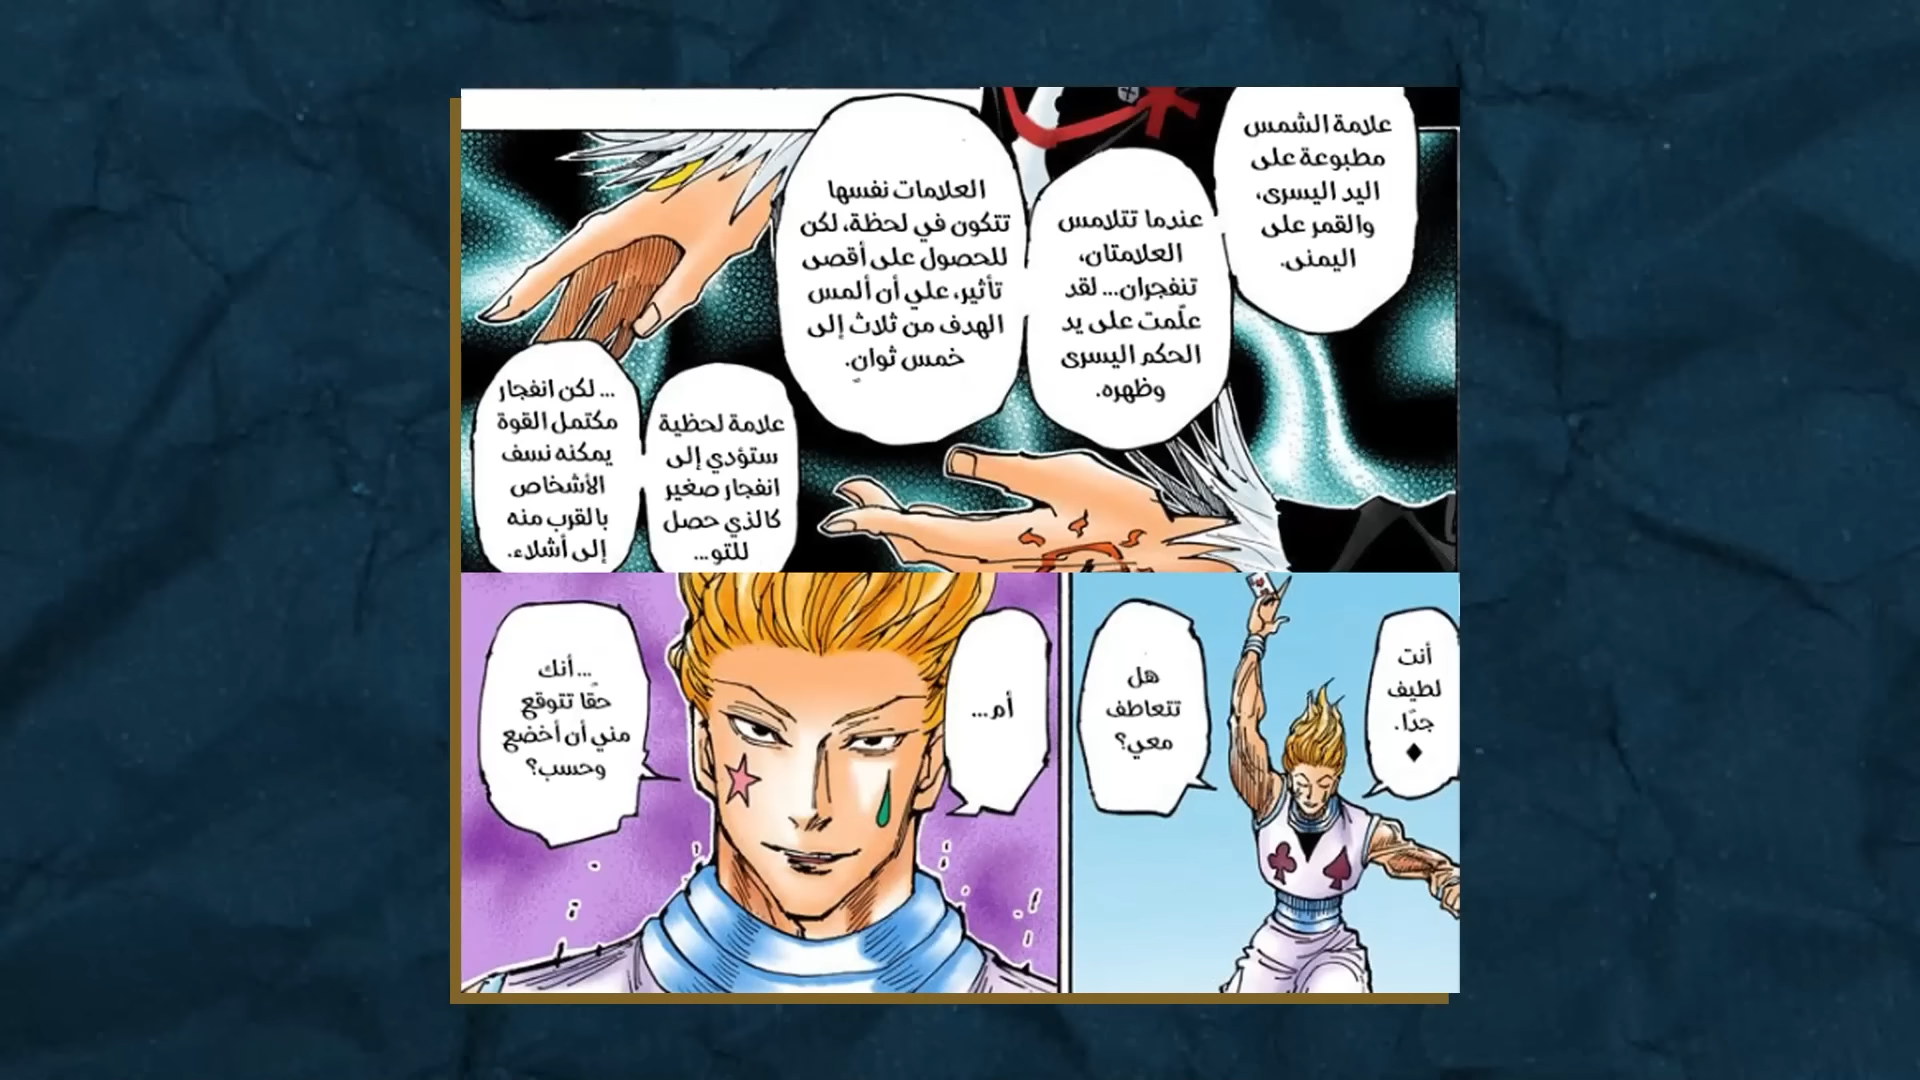 علامة الشمس
مطبوعة على
اليد اليسرى،
والقمر على
اليمنى.
عندما تتلامس
العلامتان،
تنفجران... لقد
علّمت على يد
الحكم اليسرى
وظهره.
العلامات نفسها
تتكون في لحظة، لكن
للحصول على أقصى
تأثير، علي أن ألمس
الهدف من ثلاث إلى
خمس ثوانٍ.
علامة لحظية
ستؤدي إلى
انفجار صغير
كالذي حصل
للتو...
... لكن انفجار
مكتمل القوة
يمكنه نسف
الأشخاص
بالقرب منه
إلى أشلاء.
أنت
لطيف
جدًا.
♦
هل
تتعاطف
معي؟
أم...
...أنك
حقًا تتوقع
مني أن أخضع
وحسب؟